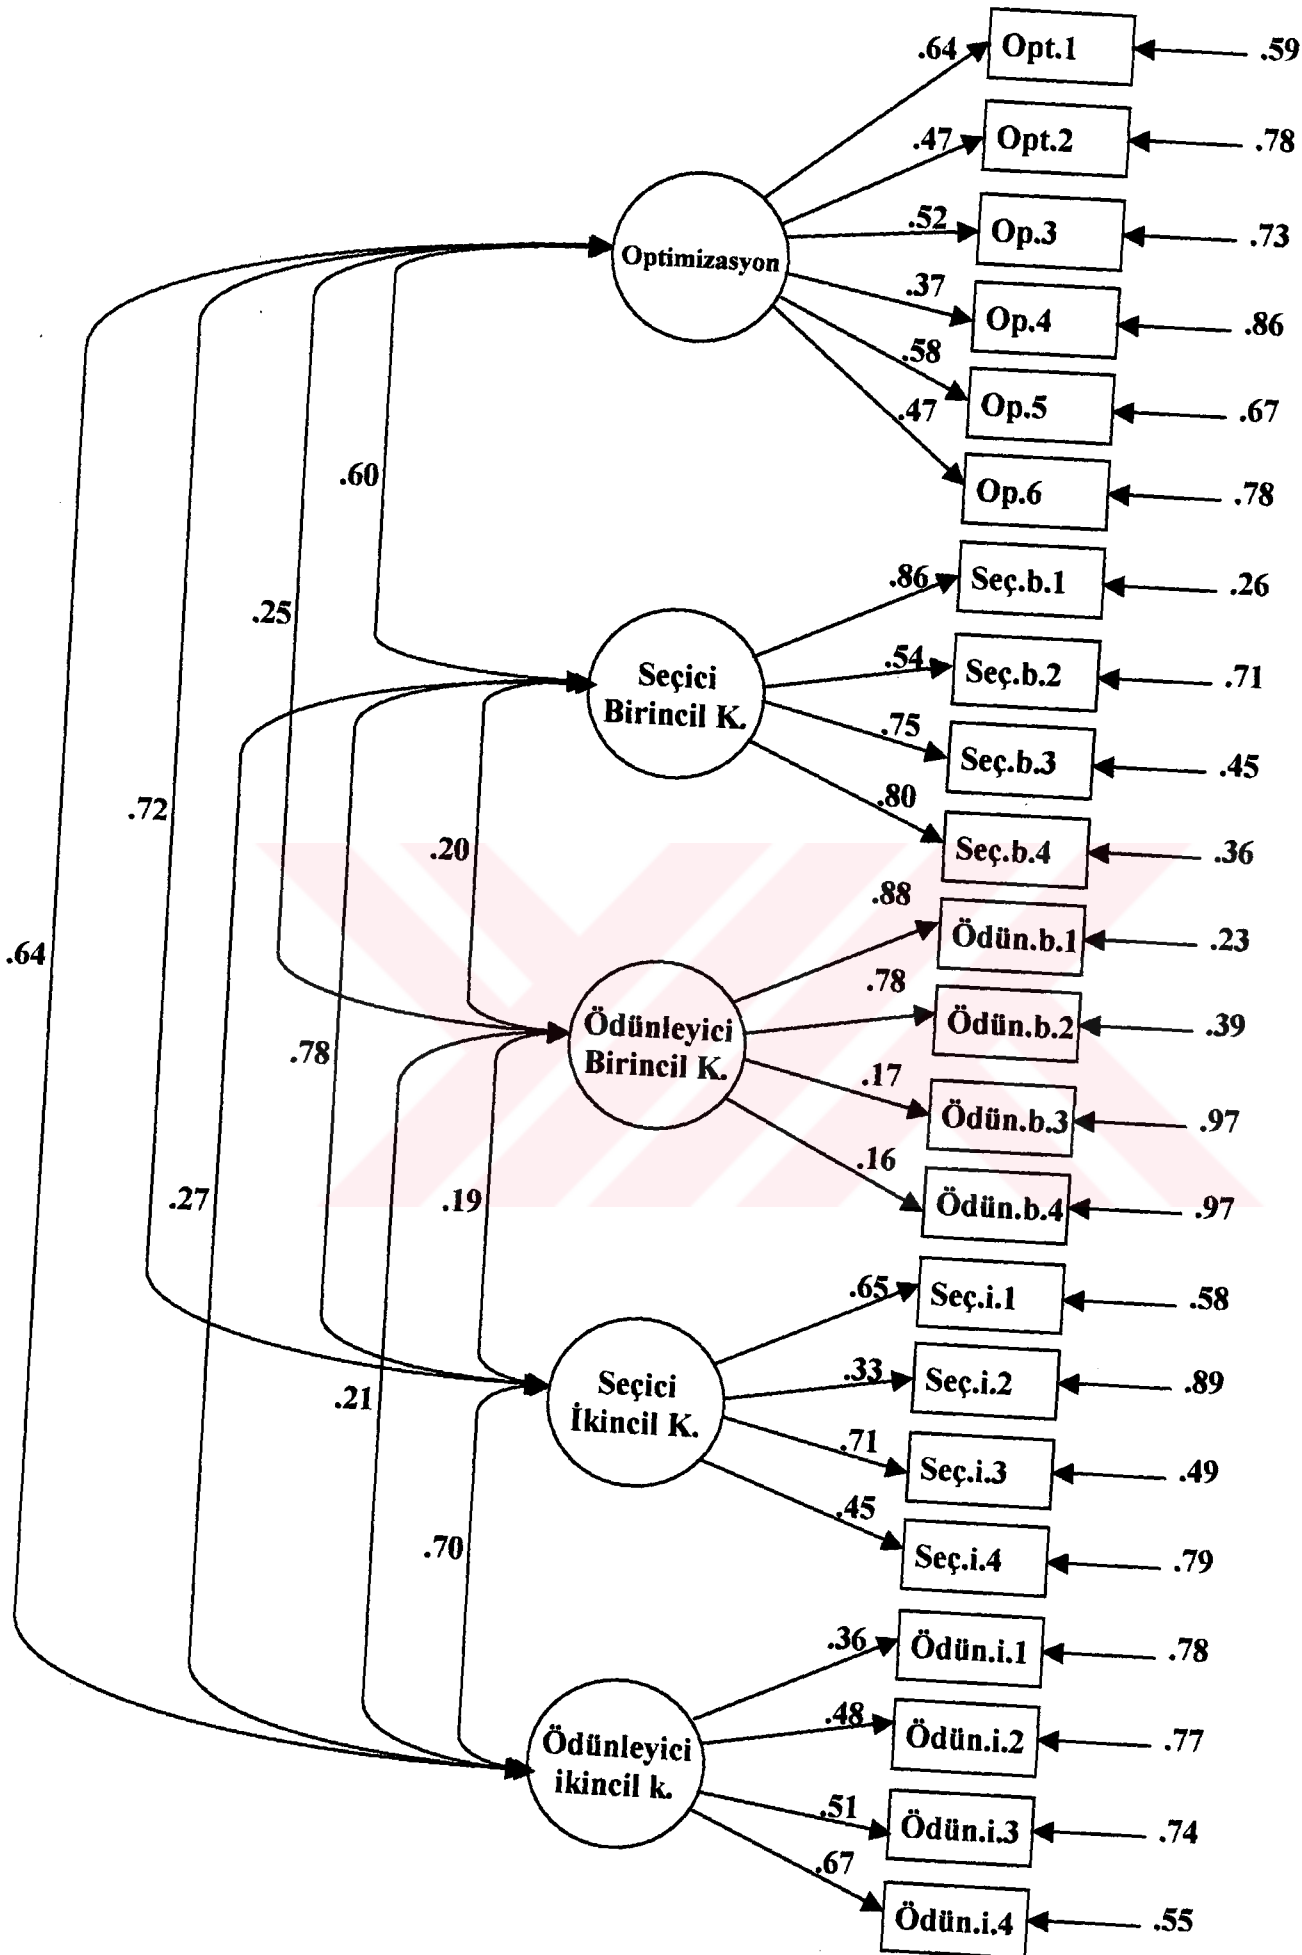 .64 Opt.1 .59
.47 Opt.2 .78
.52 Op.3 .73
Optimizasyon
.37 Op.4 .86
.58 Op.5 .67
.47 Op.6 .78
.60
.86 Seç.b.1 .26
.25
.54 Seç.b.2 .71
Seçici
Birincil K.
.75 Seç.b.3 .45
.72
.80 Seç.b.4 .36
.20
.88 Ödün.b.1 .23
.64
.78 Ödün.b.2 .39
Ödünleyici
Birincil K.
.78
.17 Ödün.b.3 .97
.16 Ödün.b.4 .97
.27
.19
.65 Seç.i.1 .58
.33 Seç.i.2 .89
Seçici
İkincil K.
.21
.71 Seç.i.3 .49
.45 Seç.i.4 .79
.70
.36 Ödün.i.1 .78
.48 Ödün.i.2 .77
Ödünleyici
ikincil k.
.51 Ödün.i.3 .74
.67 Ödün.i.4 .55